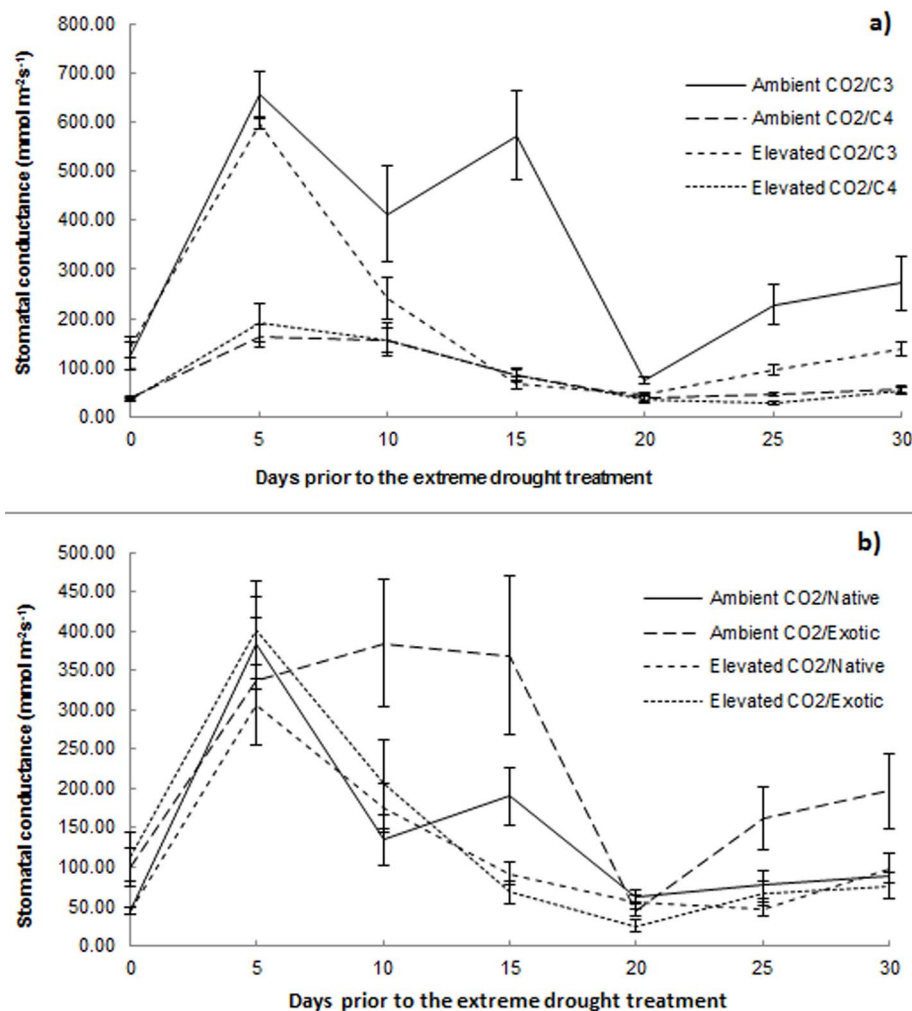 a)
800.00
700.00
600.00
500.00
400.00
300.00
200.00
100.00
0.00
Stomatal conductance (mmol m-2s-1)
Ambient CO2/C3
Ambient CO2/C4
Elevated CO2/C3
Elevated CO2/C4
0 5 10 15 20 25 30
Days prior to the extreme drought treatment
b)
500.00
450.00
400.00
350.00
300.00
250.00
200.00
150.00
100.00
50.00
0.00
Stomatal conductance (mmol m-2s-1)
Ambient CO2/Native
Ambient CO2/Exotic
Elevated CO2/Native
Elevated CO2/Exotic
0 5 10 15 20 25 30
Days prior to the extreme drought treatment